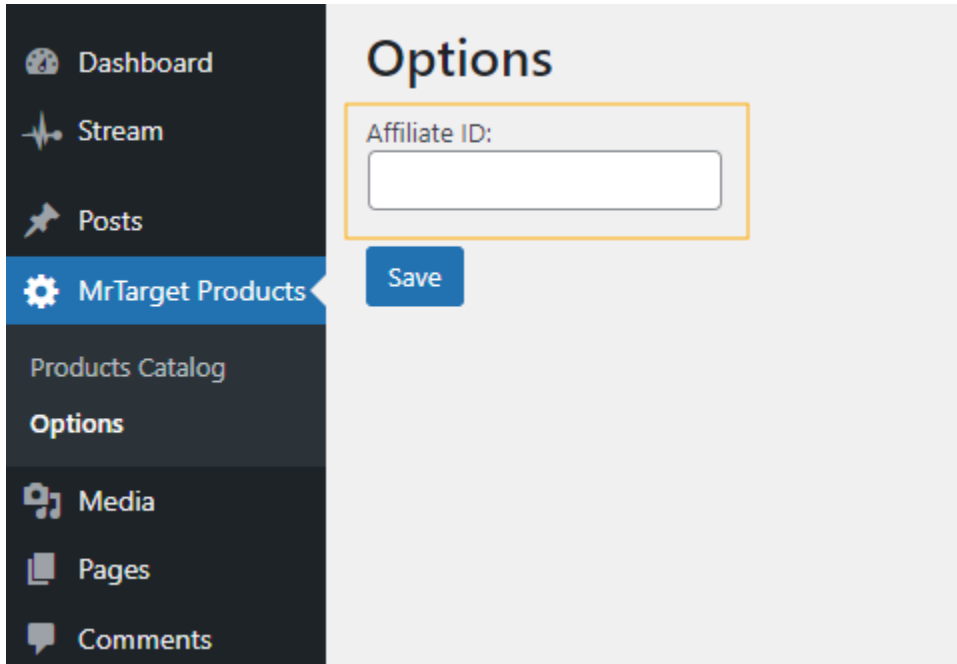 Dashboard
Stream
Posts
MrTarget Products
Products Catalog
Options
Media
Pages
Comments
Options
Affiliate ID:
Save